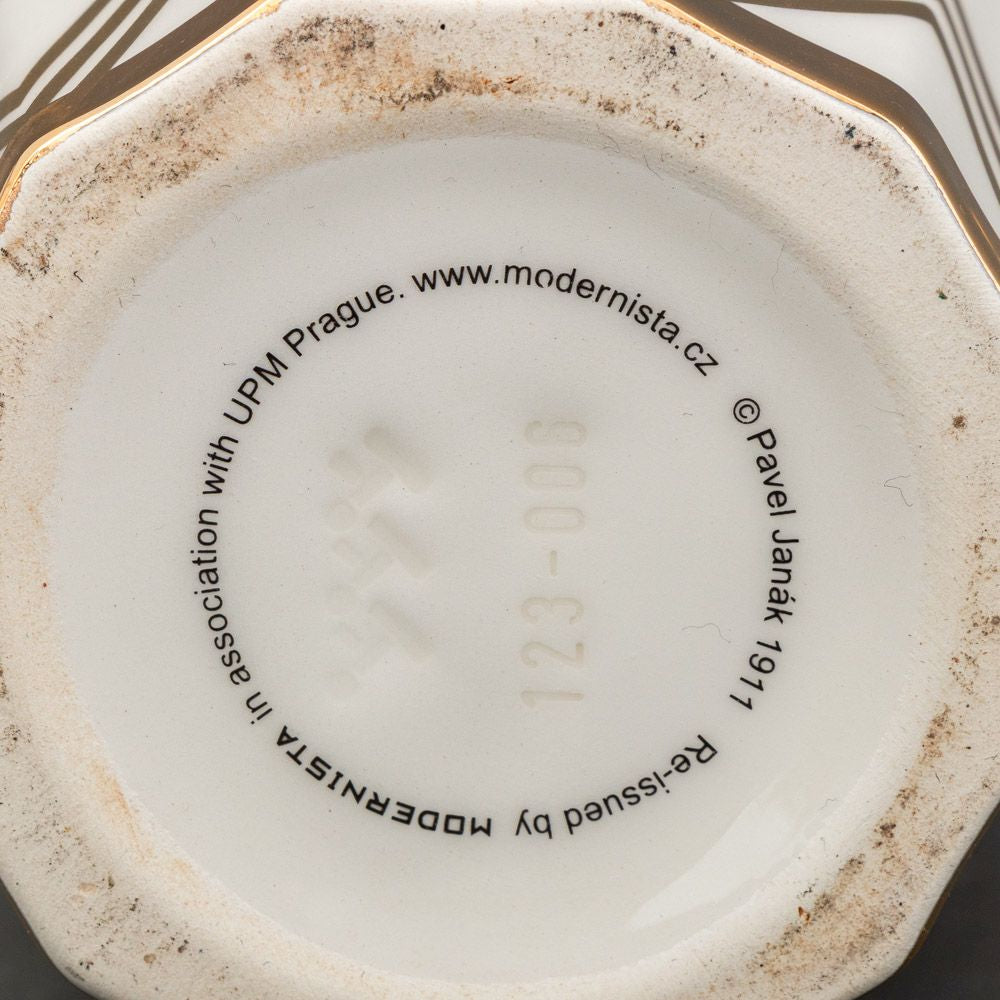 ©Pavel Janák 1911 Re-issued by MODERNISTA in association with UPM Prague. www.modernista.cz
123-006